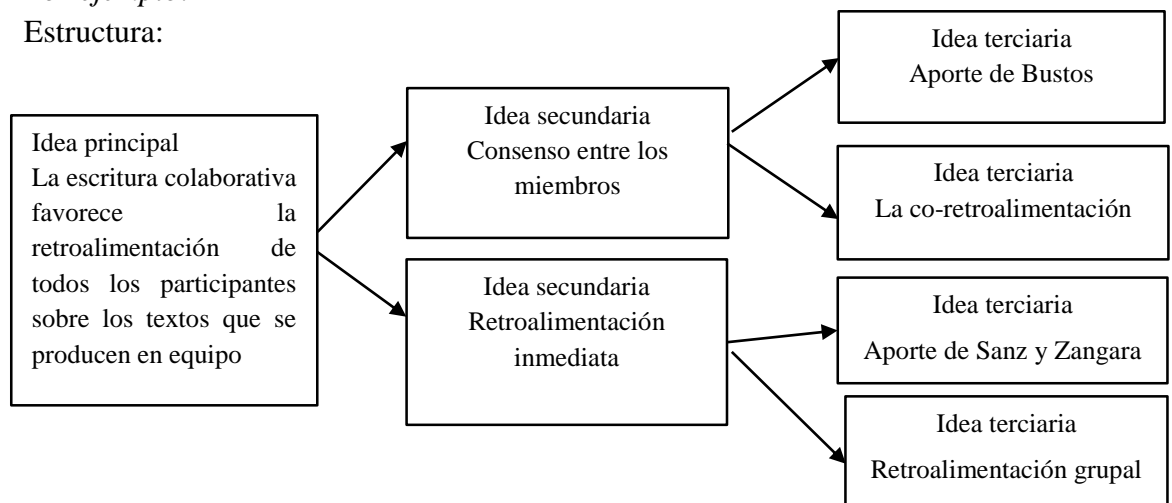 Estructura:
Idea principal
La escritura colaborativa
favorece la
retroalimentación de
todos los participantes
sobre los textos que se
producen en equipo
Idea secundaria
Consenso entre los
miembros
Idea secundaria
Retroalimentación
inmediata
Idea terciaria
Aporte de Bustos
Idea terciaria
La co-retroalimentación
Idea terciaria
Aporte de Sanz y Zangara
Idea terciaria
Retroalimentación grupal